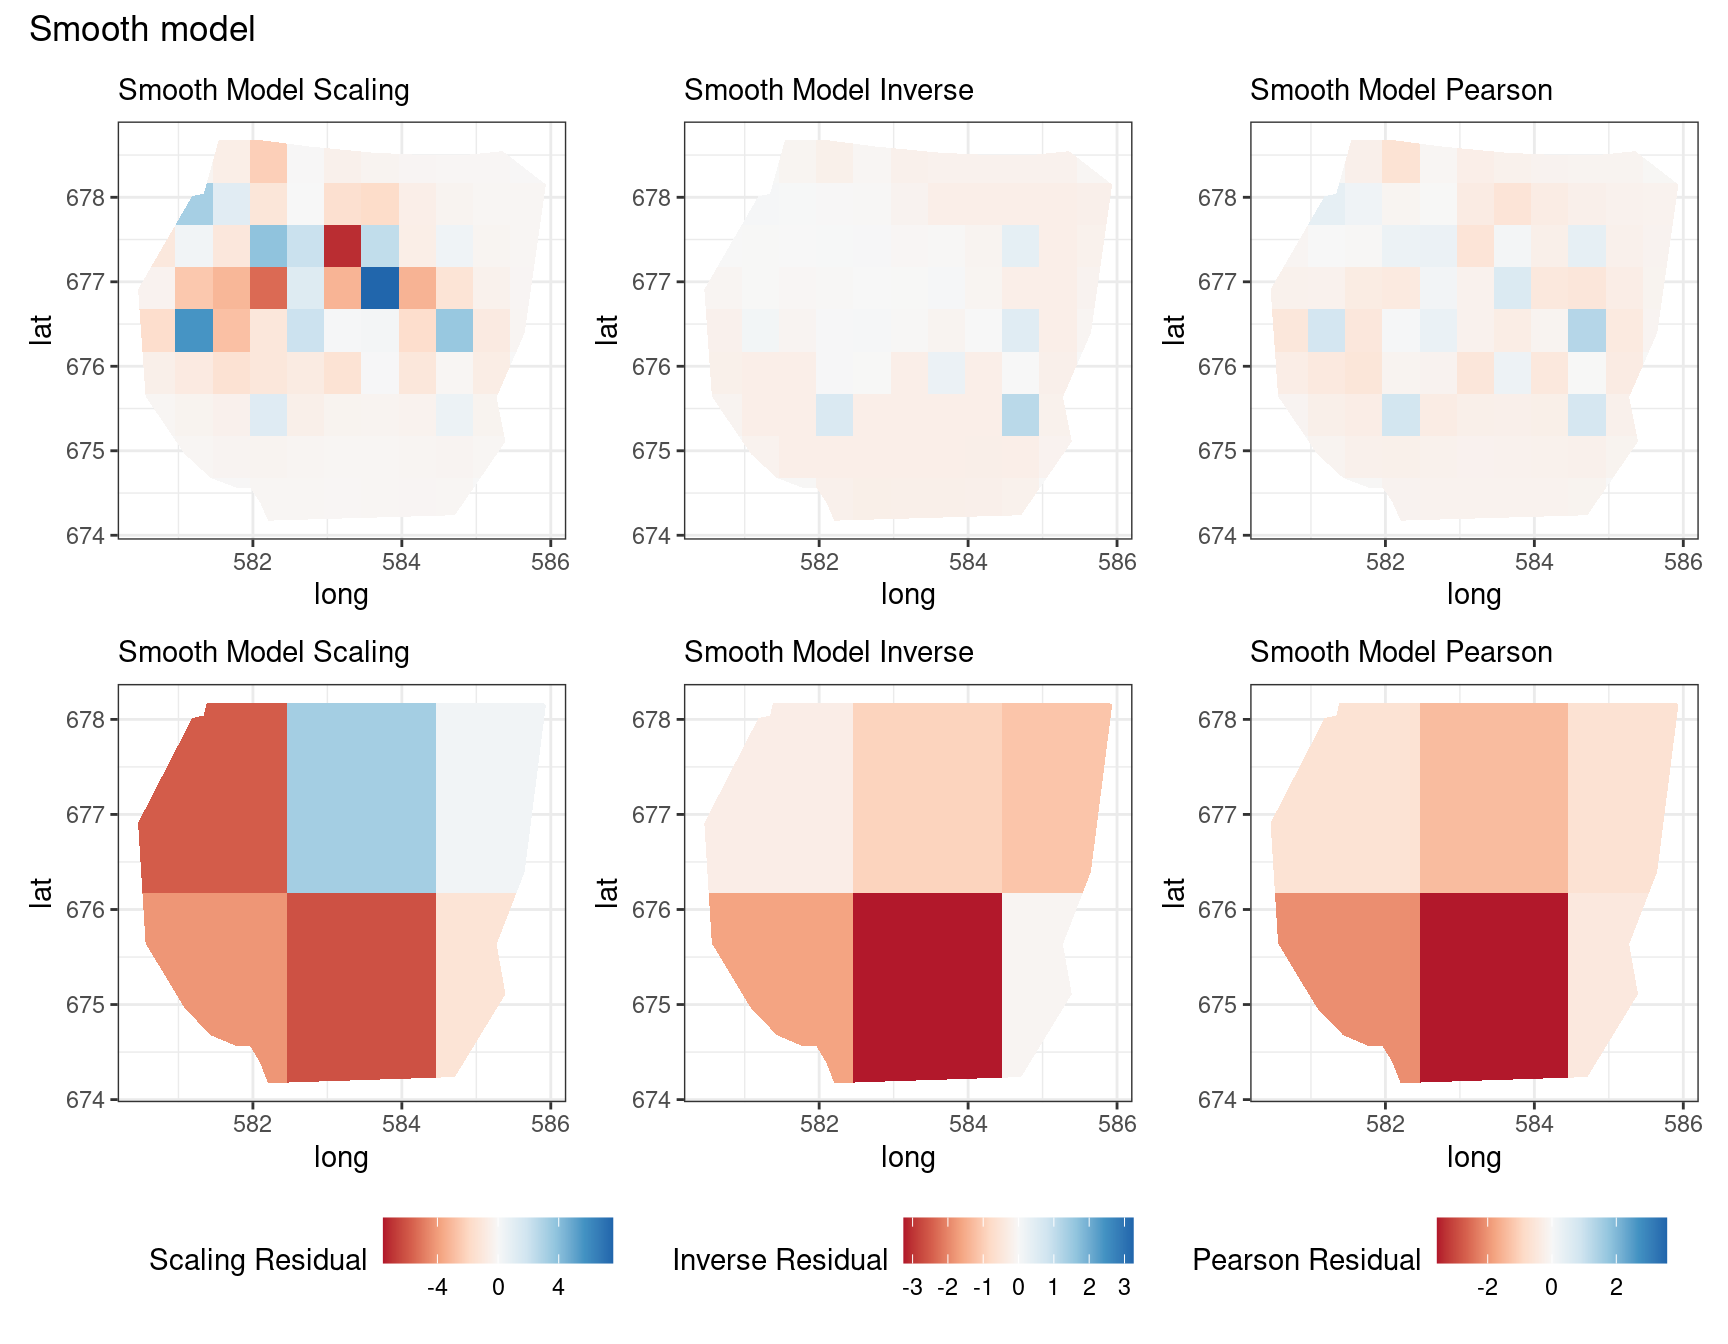 Smooth model
Smooth Model Scaling
Smooth Model Inverse
Smooth Model Pearson
678
677
676
675
674
lat
582
584
586
long
678
677
676
675
674
lat
582
584
586
long
678
677
676
675
674
lat
582
584
586
long
Smooth Model Scaling
Smooth Model Inverse
Smooth Model Pearson
678
677
676
675
674
lat
582
584
586
long
678
677
676
675
674
lat
582
584
586
long
678
677
676
675
674
lat
582
584
586
long
Scaling Residual
-4 0 4
Inverse Residual
-3 -2 -1 0 1 2 3
Pearson Residual
-2 0 2